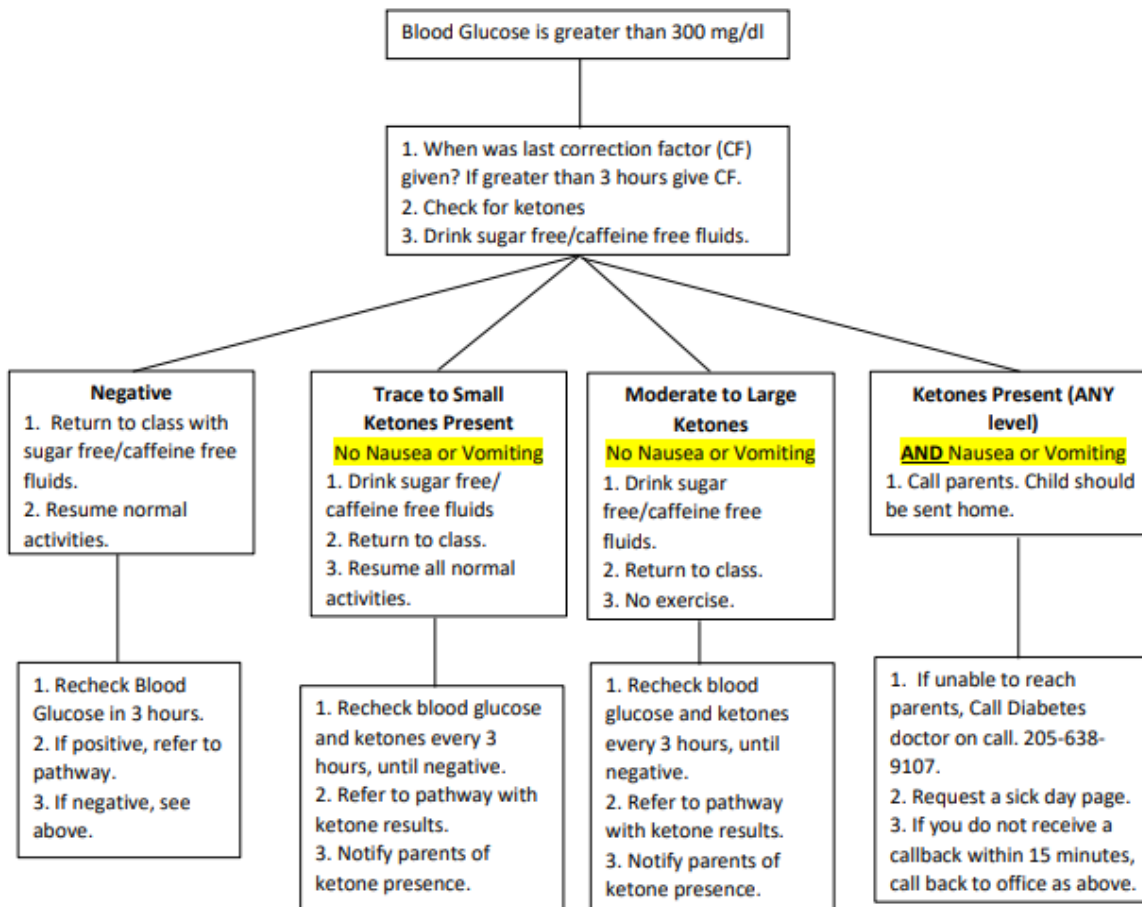 Blood Glucose is greater than 300 mg/dl
1. When was last correction factor (CF)
given? If greater than 3 hours give CF.
2. Check for ketones
3. Drink sugar free/caffeine free fluids.
Negative
1. Return to class with
sugar free/caffeine free
fluids.
2. Resume normal
activities.
Trace to Small
Ketones Present
No Nausea or Vomiting
1. Drink sugar free/
caffeine free fluids
2. Return to class.
3. Resume all normal
activities.
Moderate to Large
Ketones
No Nausea or Vomiting
1. Drink sugar
free/caffeine free
fluids.
2. Return to class.
3. No exercise.
Ketones Present (ANY
level)
AND Nausea or Vomiting
1. Call parents. Child should
be sent home.
1. Recheck Blood
Glucose in 3 hours.
2. If positive, refer to
pathway.
3. If negative, see
above.
1. Recheck blood glucose
and ketones every 3
hours, until negative.
2. Refer to pathway with
ketone results.
3. Notify parents of
ketone presence.
1. Recheck blood
glucose and ketones
every 3 hours, until
negative.
2. Refer to pathway
with ketone results.
3. Notify parents of
ketone presence.
1. If unable to reach
parents, Call Diabetes
doctor on call. 205-638-
9107.
2. Request a sick day page.
3. If you do not receive a
callback within 15 minutes,
call back to office as above.